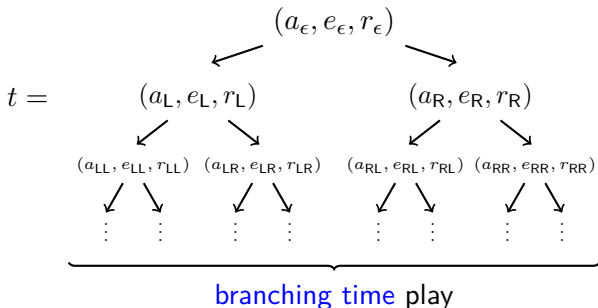 (a_ϵ, e_ϵ, r_ϵ)
t = (a_L, e_L, r_L) (a_R, e_R, r_R)
(a_LL, e_LL, r_LL) (a_LR, e_LR, r_LR) (a_RL, e_RL, r_RL) (a_RR, e_RR, r_RR)
⋮ ⋮ ⋮ ⋮ ⋮ ⋮ ⋮ ⋮
branching time play